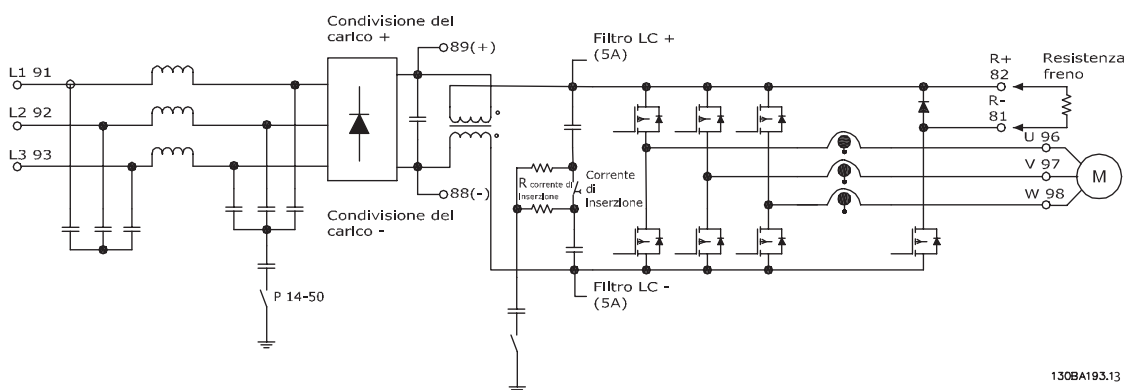 Condivisione del
carico +
89(+)
Filtro LC +
(5A)
L1 91
L2 92
L3 93
R+
82
Resistenza
freno
R-
81
U 96
V 97
W 98
M
R corrente di
Inserzione
Corrente
di
Inserzione
88(-)
Condivisione del
carico -
P 14-50
Filtro LC -
(5A)
130BA193.13